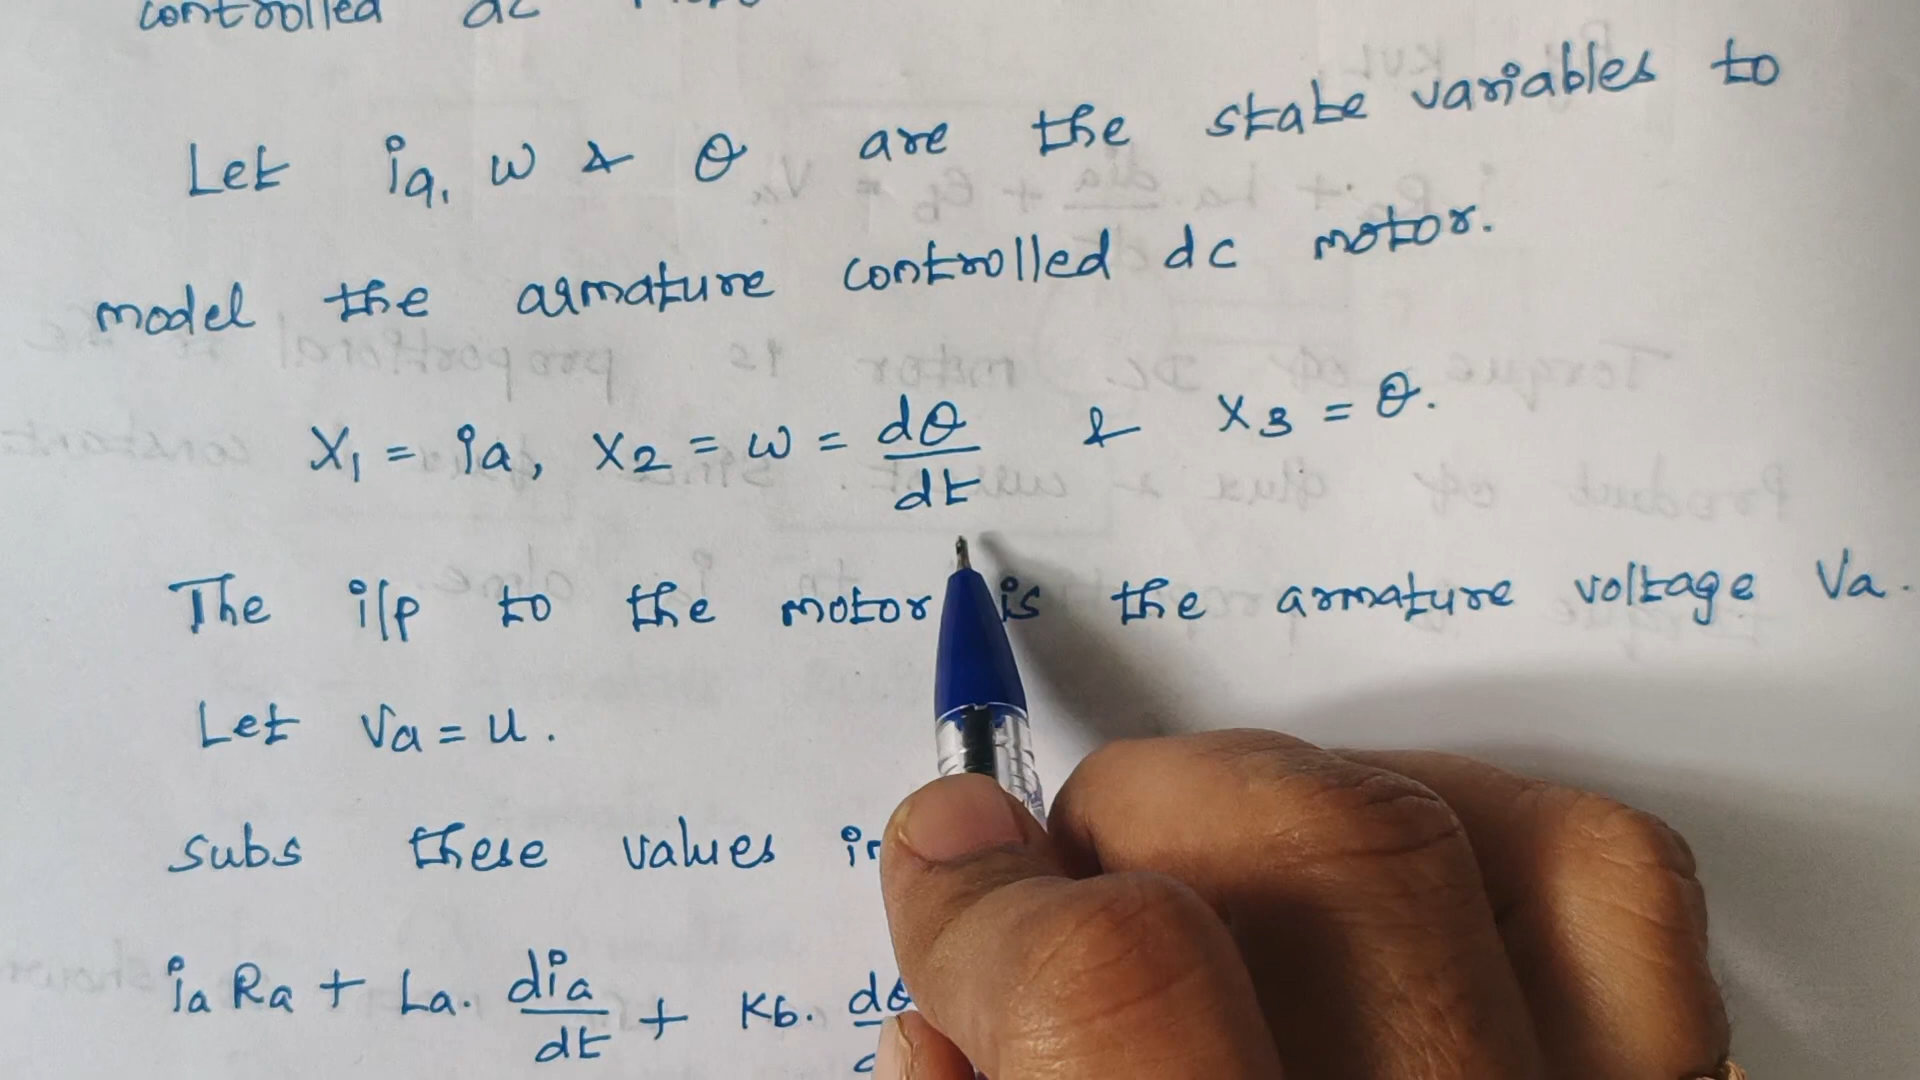 controlled dc
Let ia, ω & θ are the state variables to
model the armature controlled dc motor.
X₁ = ia, X₂ = ω = dθ/dt & X₃ = θ.
The i/p to the motor is the armature voltage Va.
Let Va = u.
subs these values
ia Ra + La. dia/dt + Kb.